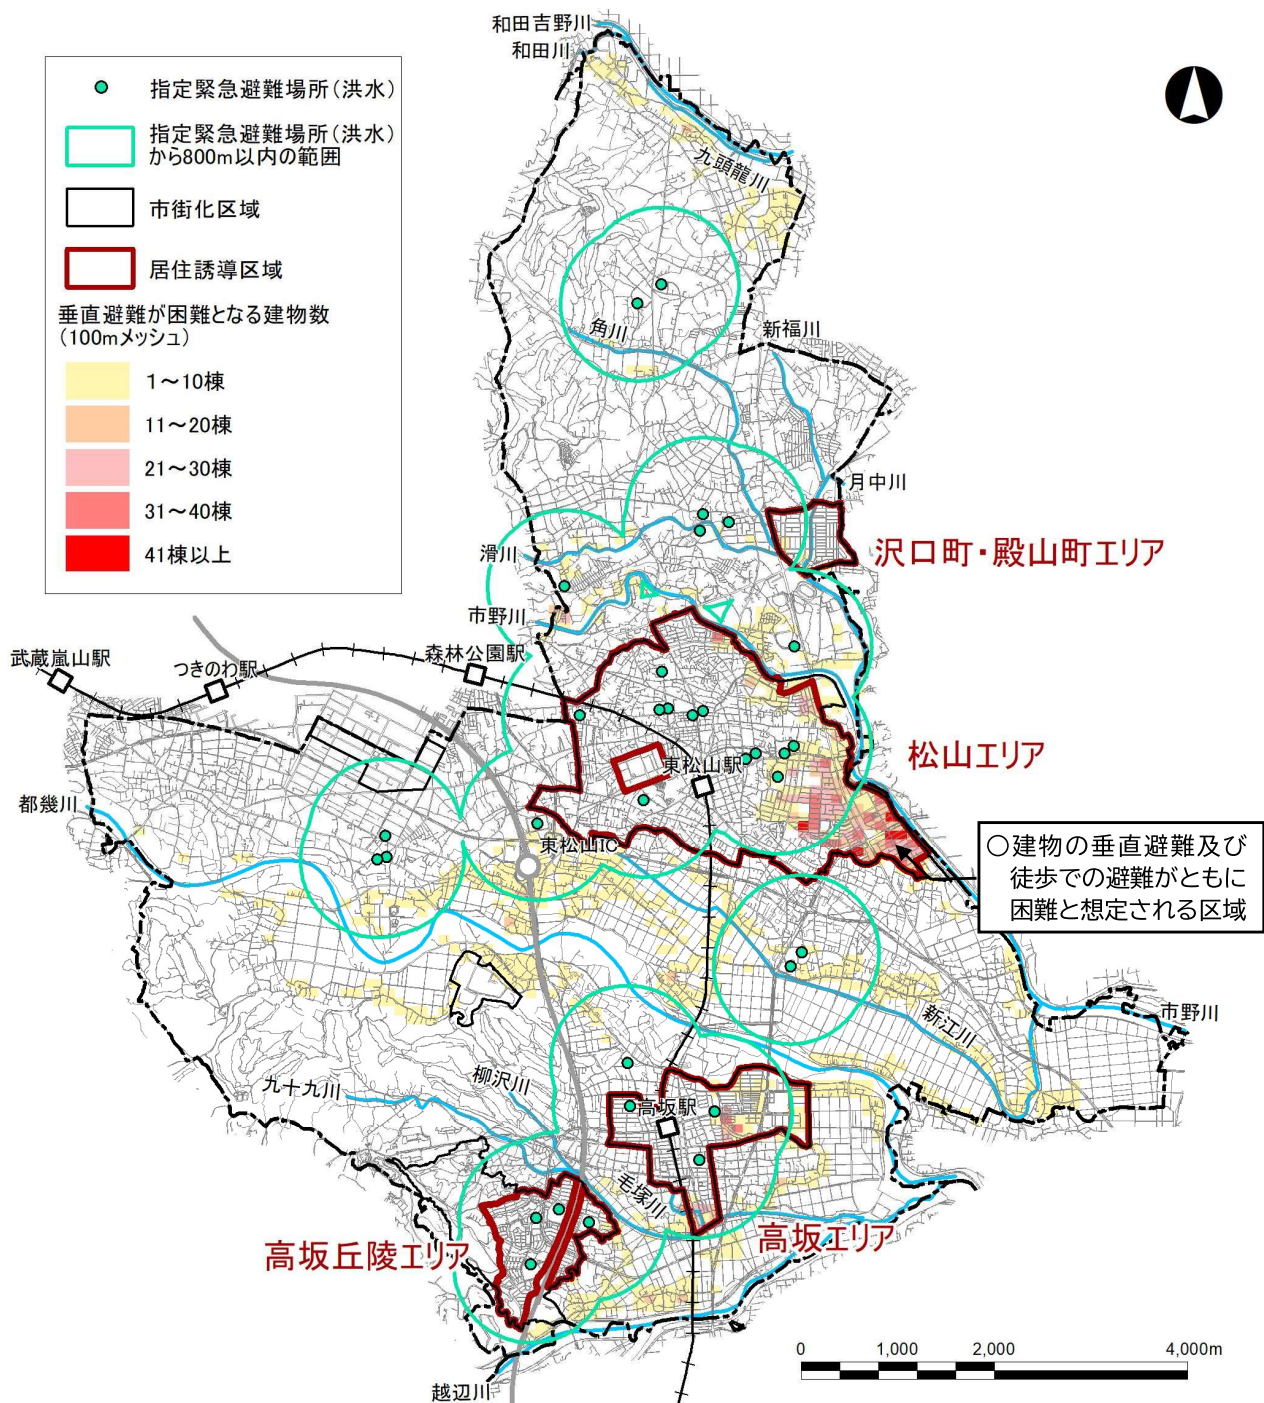 和田吉野川
和田川
指定緊急避難場所(洪水)
指定緊急避難場所(洪水)
から800m以内の範囲
市街化区域
居住誘導区域
垂直避難が困難となる建物数
(100mメッシュ)
1～10棟
11～20棟
21～30棟
31～40棟
41棟以上
九頭龍川
角川
新福川
月中川
滑川
沢口町・殿山町エリア
市野川
武蔵嵐山駅
つきのわ駅
森林公園駅
松山エリア
東松山駅
都幾川
東松山IC
○建物の垂直避難及び
徒歩での避難がともに
困難と想定される区域
新江川
市野川
九十九川
柳沢川
高坂駅
毛塚川
高坂丘陵エリア
高坂エリア
越辺川
0 1,000 2,000 4,000m